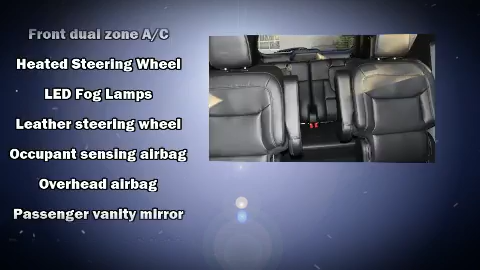 Front dual zone A/C
Heated Steering Wheel
LED Fog Lamps
Leather steering wheel
Occupant sensing airbag
Overhead airbag
Passenger vanity mirror